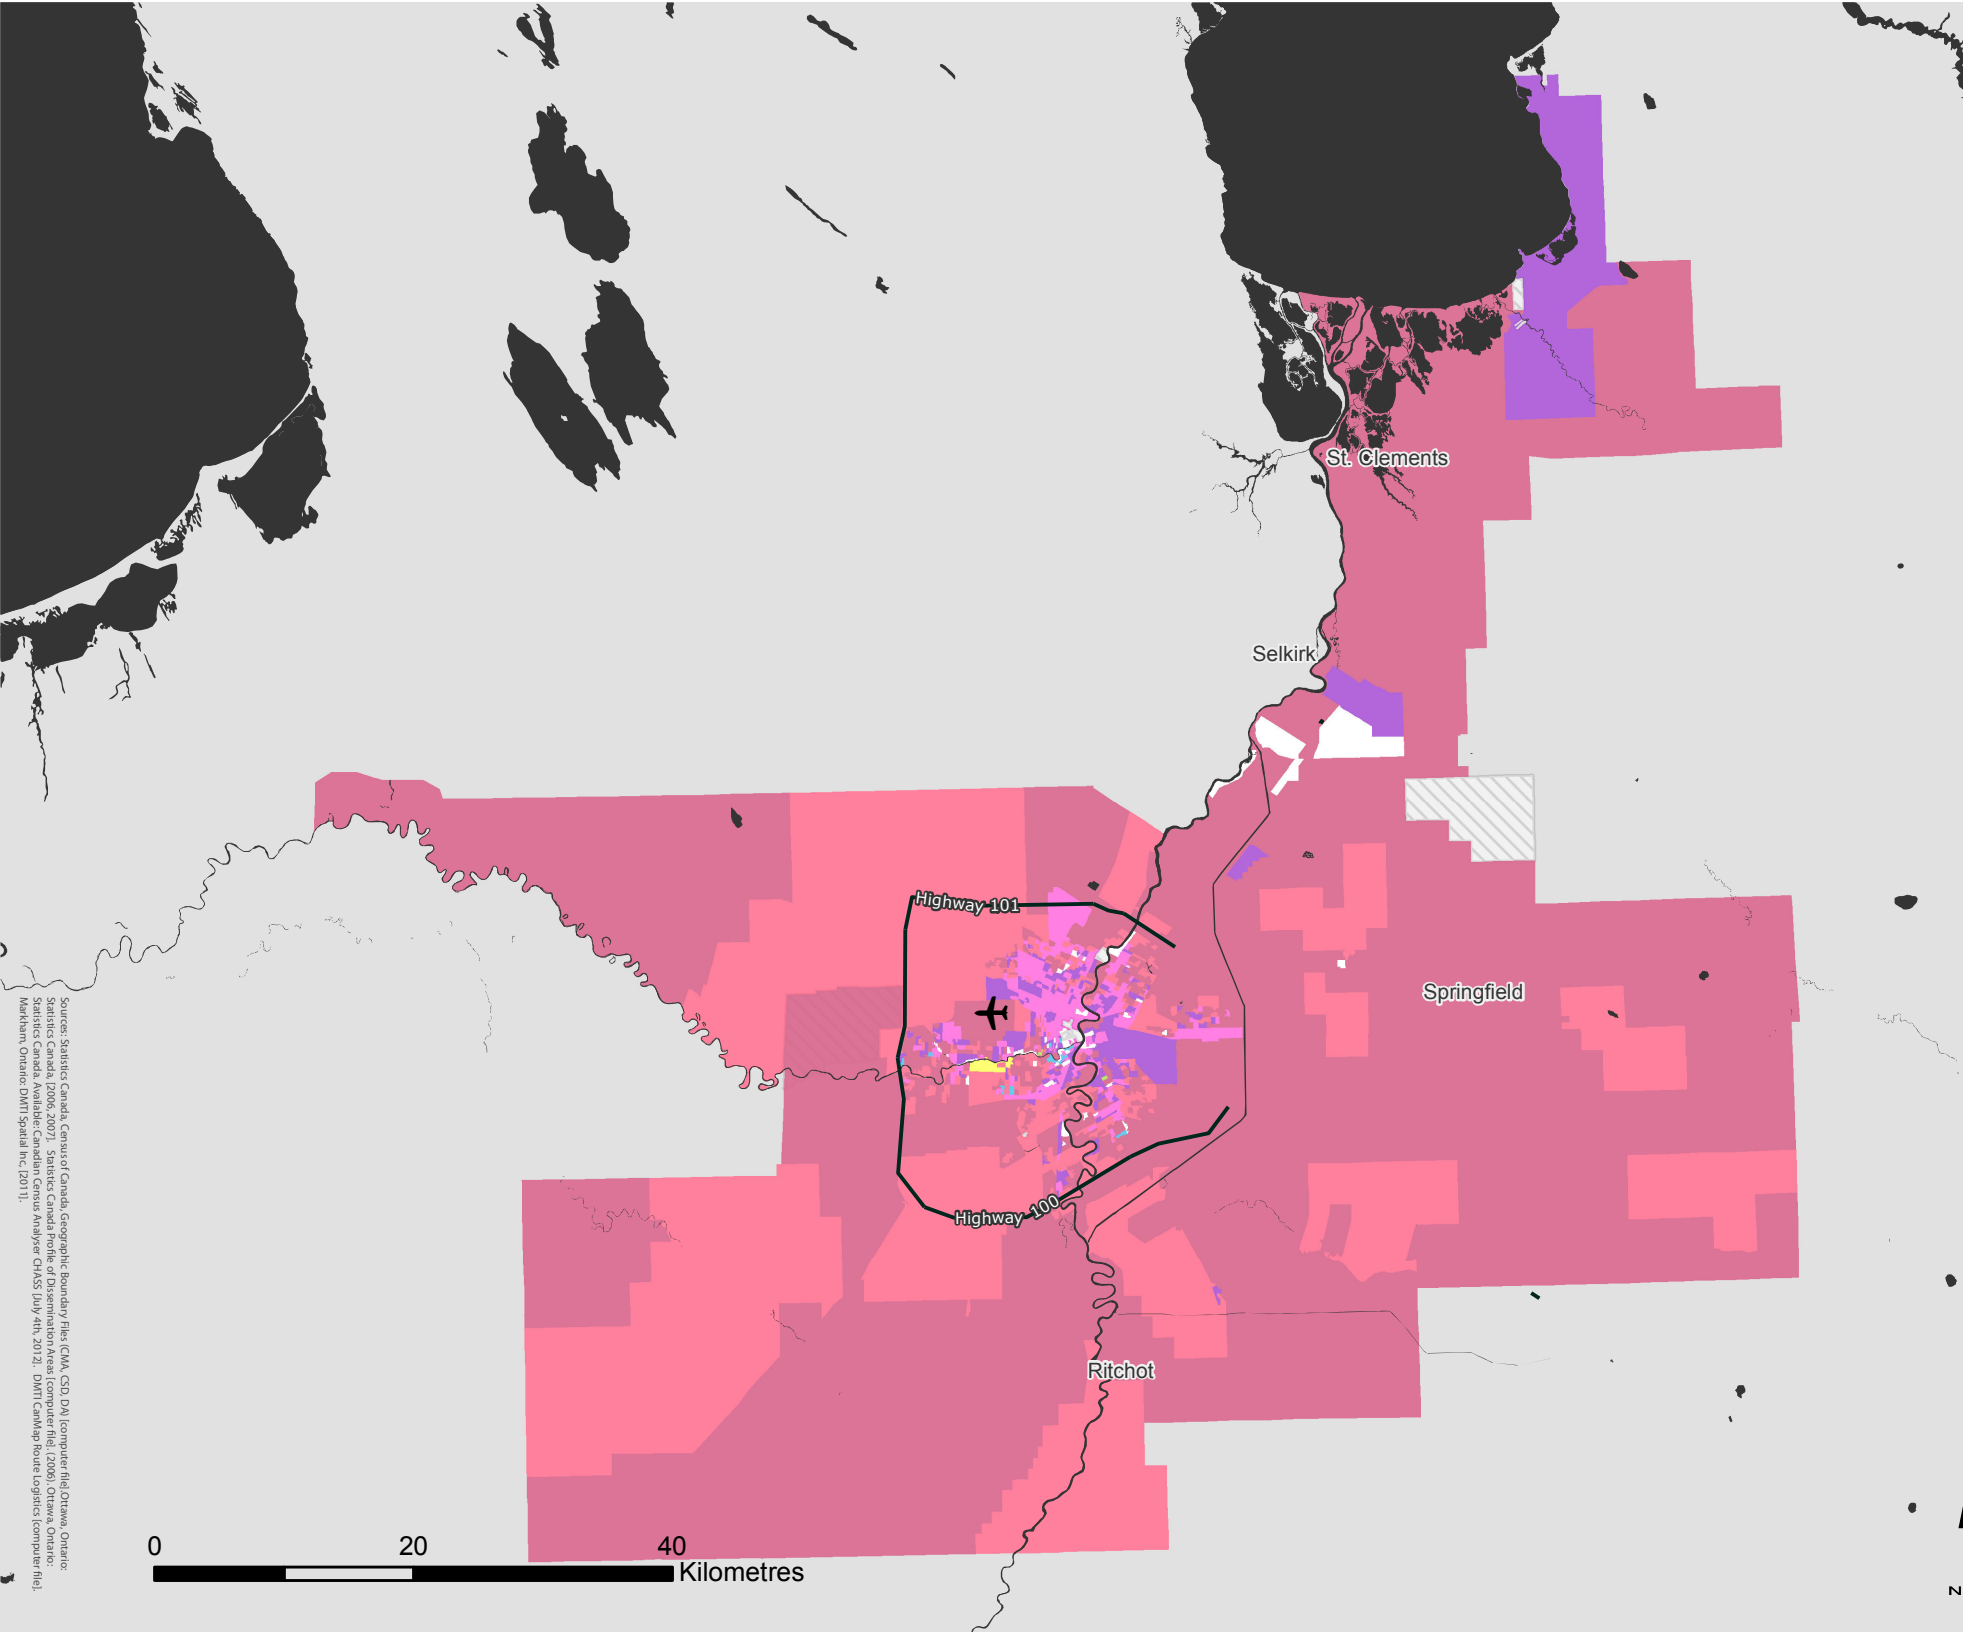 St. Clements
Selkirk
Highway 101
Springfield
Highway 100
Ritchot
0 20 40
Kilometres
Sources: Statistics Canada, Census of Canada, Geographic Boundary Files (CMA, CSD, DA) [computer file].Ottawa, Ontario:
Statistics Canada, [2006, 2007]. Statistics Canada Profile of Dissemination Areas [computer file]. (2006). Ottawa, Ontario:
Statistics Canada. Available: Canadian Census Analyser CHASS [July 4th, 2012]. DMTI CanMap Route Logistics [computer file].
Markham, Ontario: DMTI Spatial Inc, [2011].
N